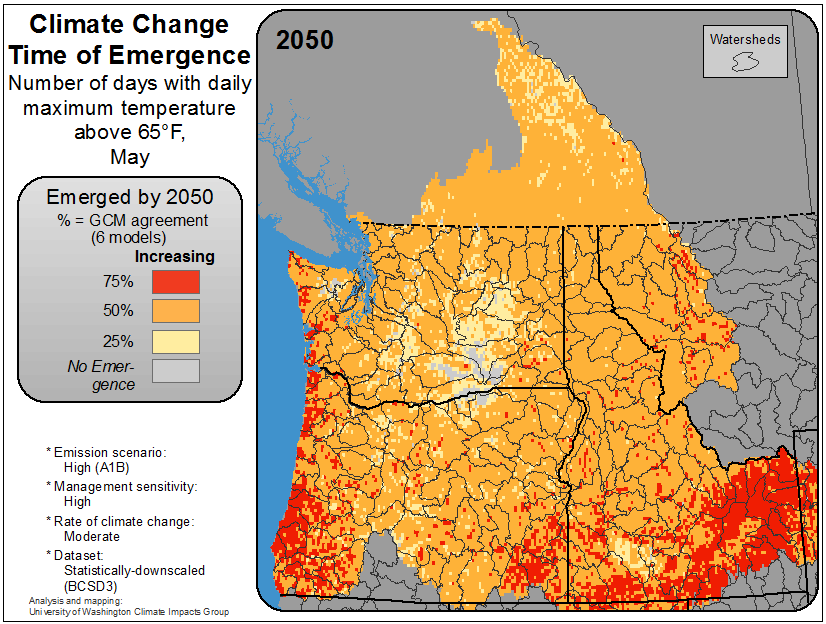 Climate Change
Time of Emergence
Number of days with daily
maximum temperature
above 65°F,
May
Emerged by 2050
% = GCM agreement
(6 models)
Increasing
75%
50%
25%
No Emer-
gence
* Emission scenario:
High (A1B)
* Management sensitivity:
High
* Rate of climate change:
Moderate
* Dataset:
Statistically-downscaled
(BCSD3)
Analysis and mapping:
University of Washington Climate Impacts Group
2050
Watersheds